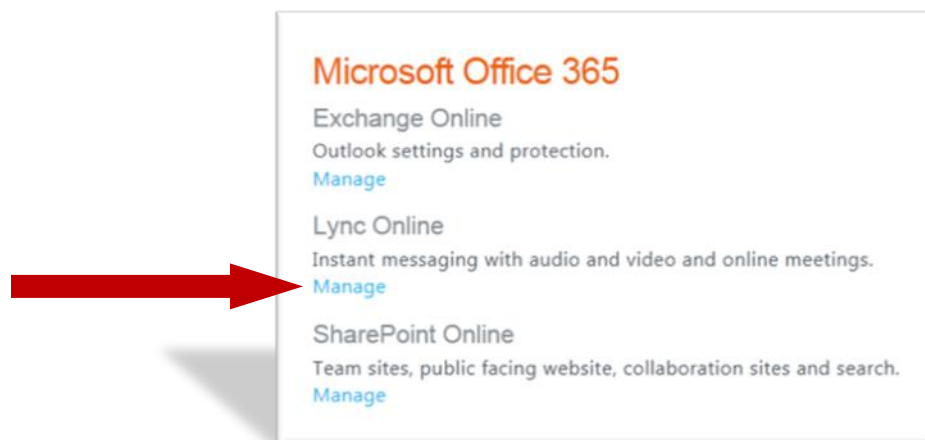 Microsoft Office 365
Exchange Online
Outlook settings and protection.
Manage
Lync Online
Instant messaging with audio and video and online meetings.
Manage
SharePoint Online
Team sites, public facing website, collaboration sites and search.
Manage